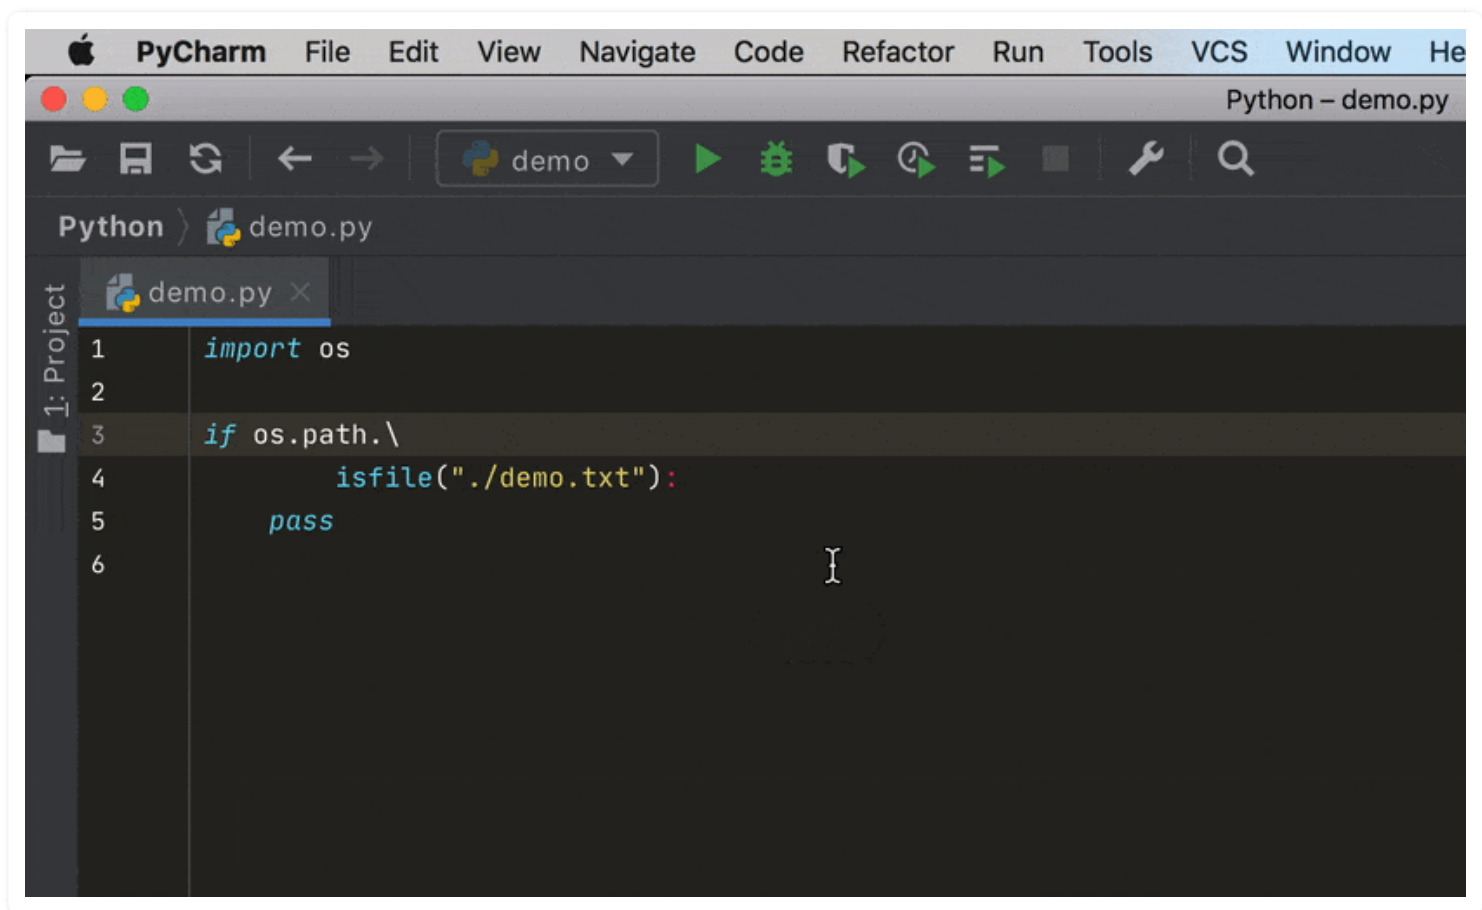 PyCharm File Edit View Navigate Code Refactor Run Tools VCS Window He
Python – demo.py
demo
Python demo.py
demo.py
1: Project
1 import os
2
3 if os.path.\
4 isfile("./demo.txt"):
5 pass
6